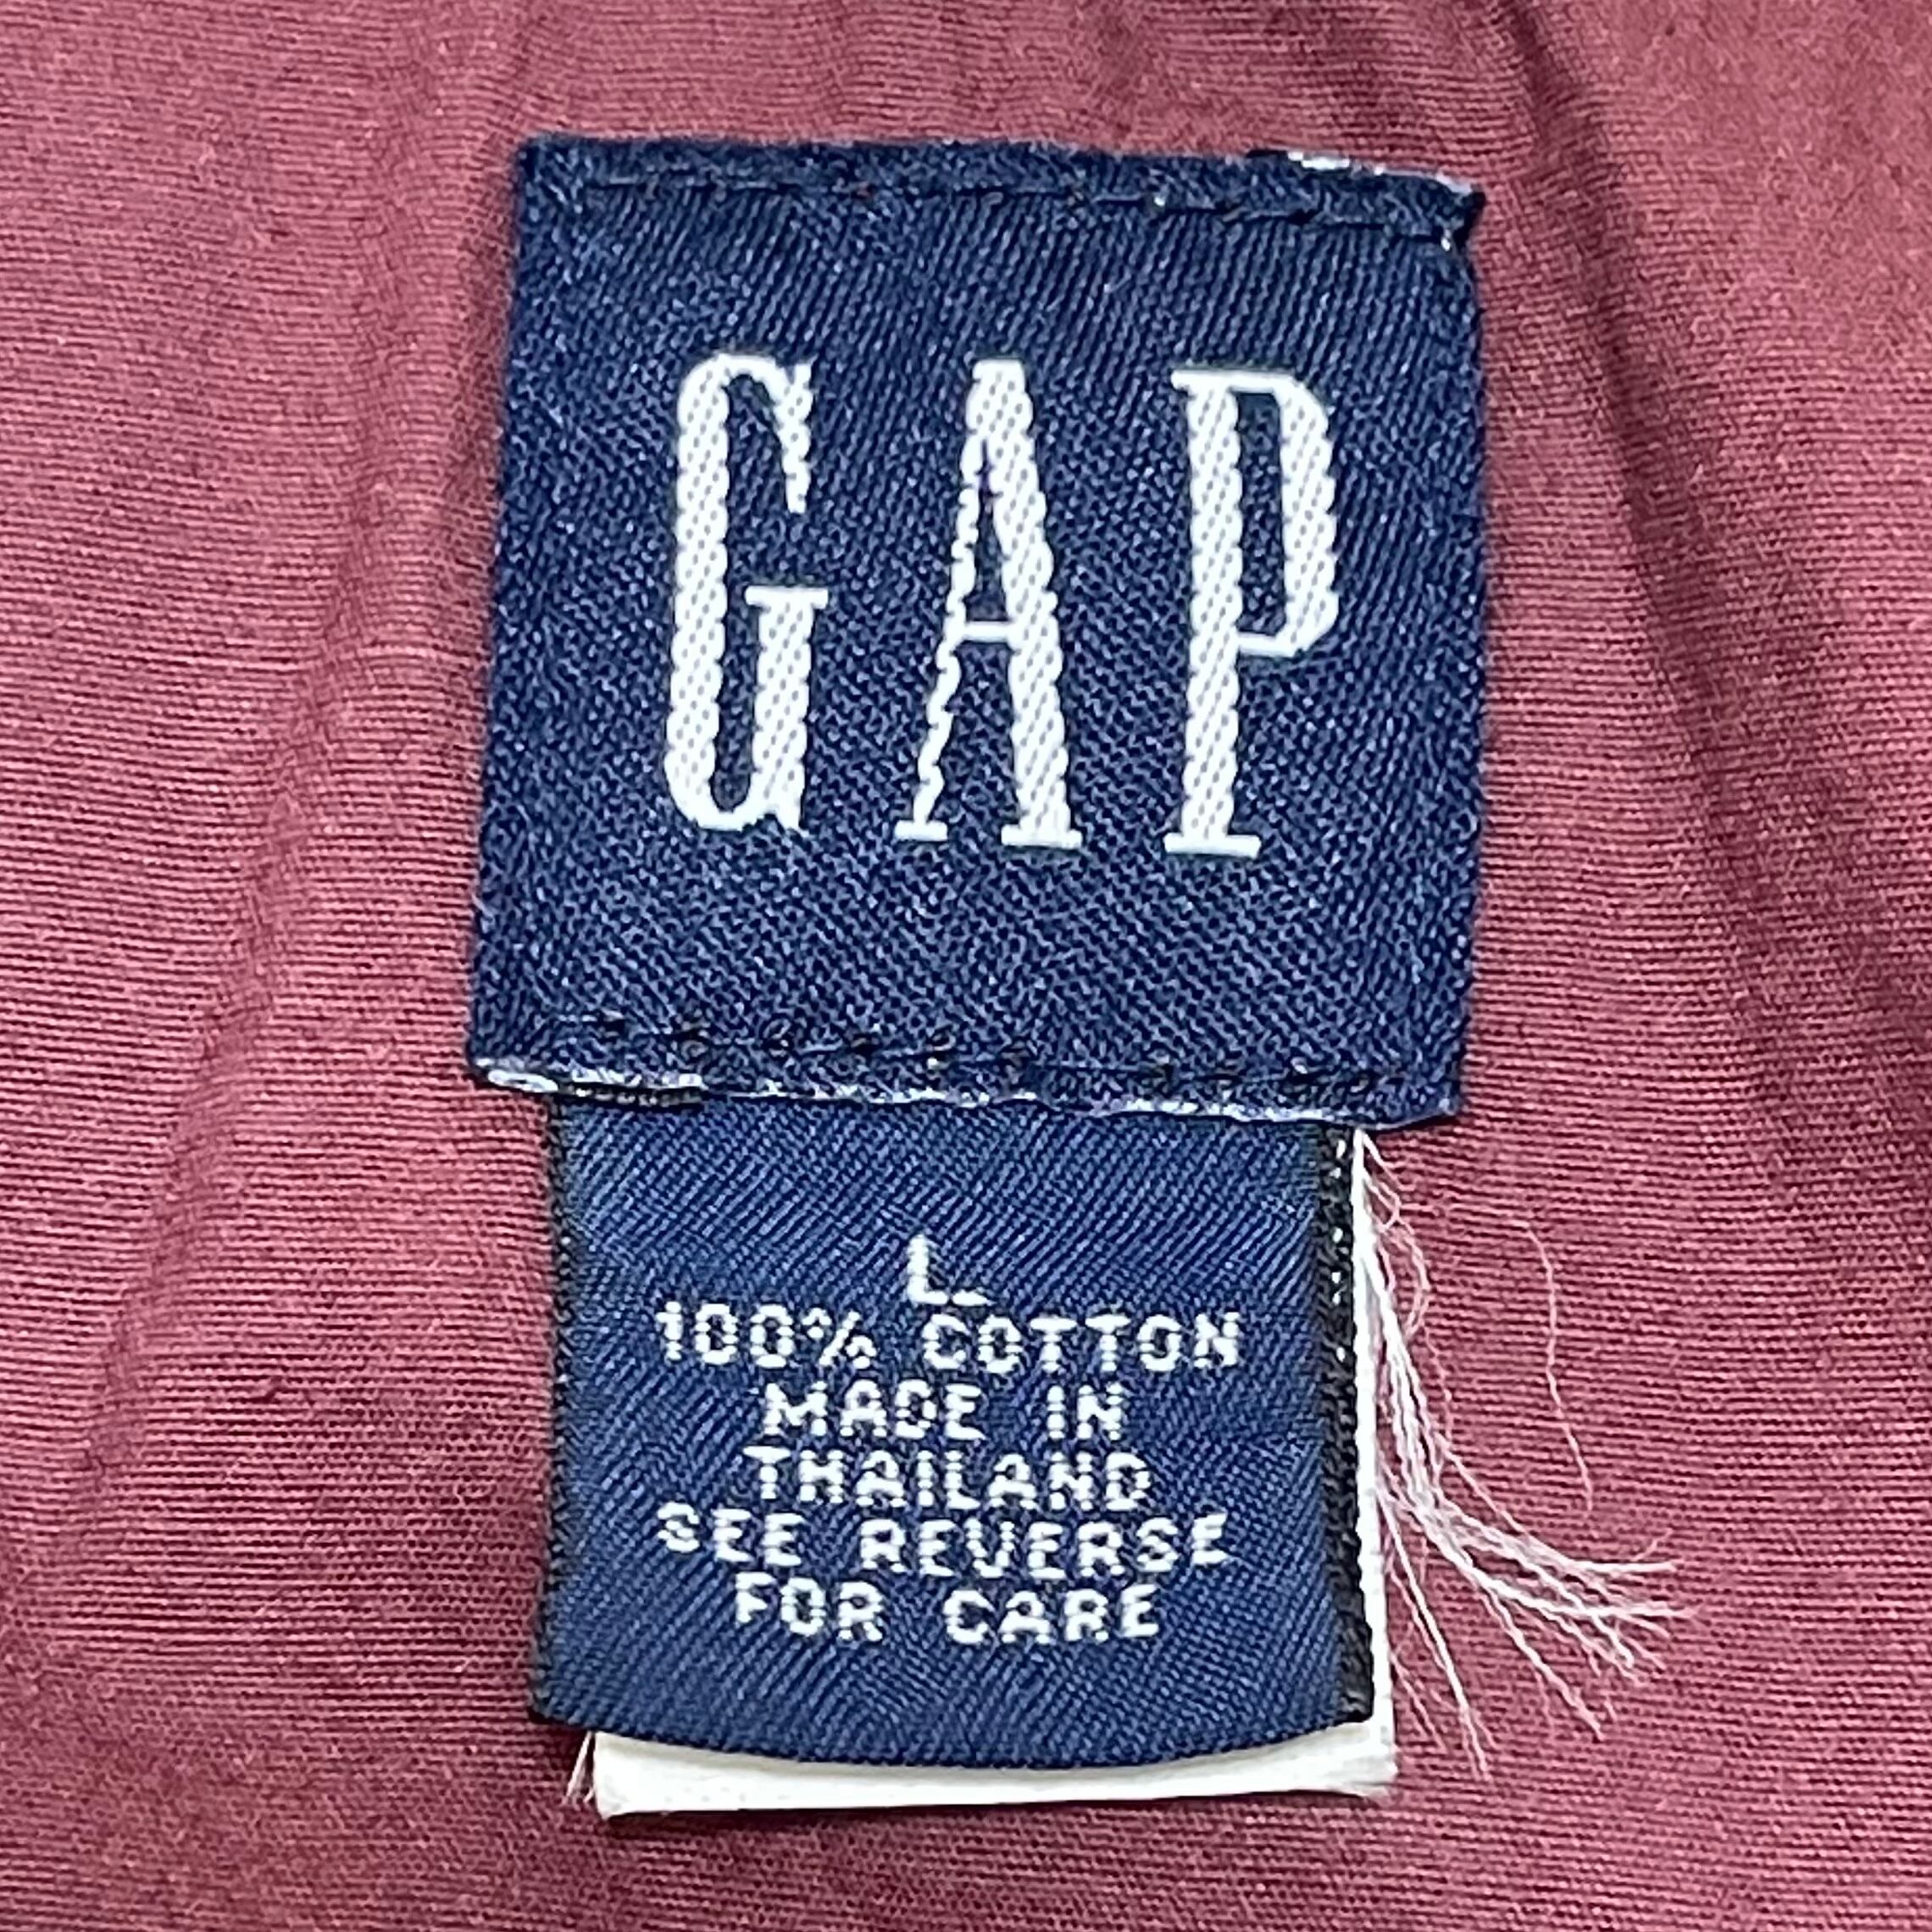 GAP
L
100% COTTON
MADE IN
THAILAND
SEE REVERSE
FOR CARE